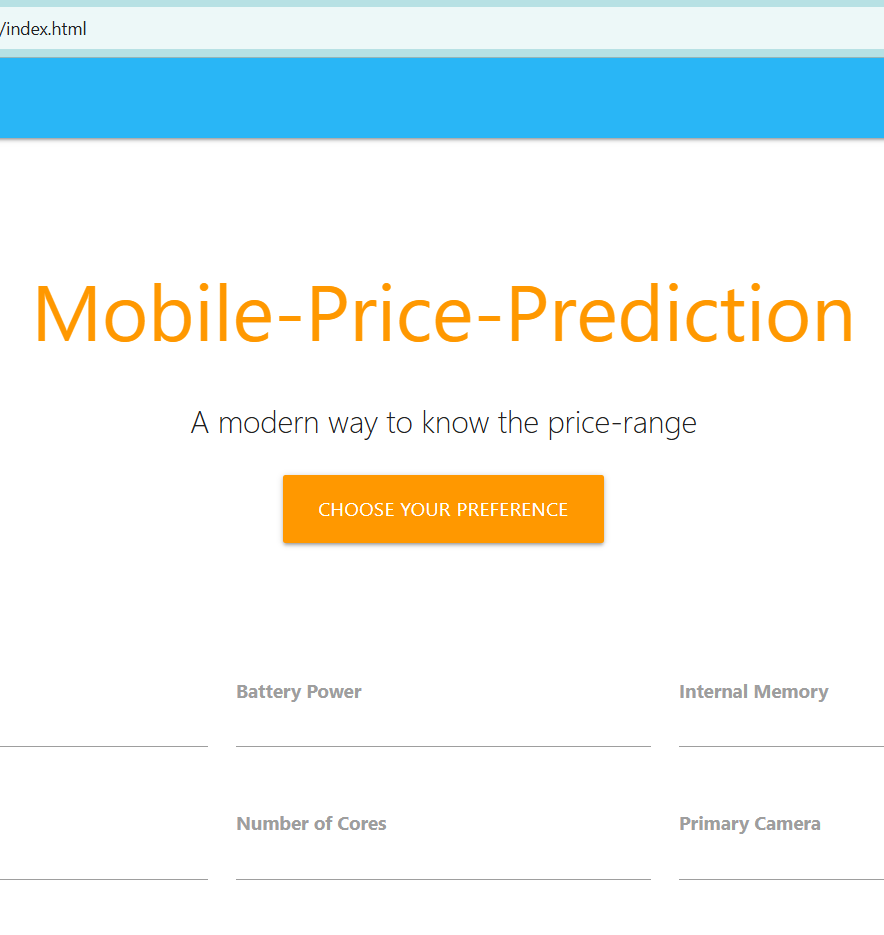 /index.html
Mobile-Price-Prediction
A modern way to know the price-range
CHOOSE YOUR PREFERENCE
Battery Power
Internal Memory
Number of Cores
Primary Camera